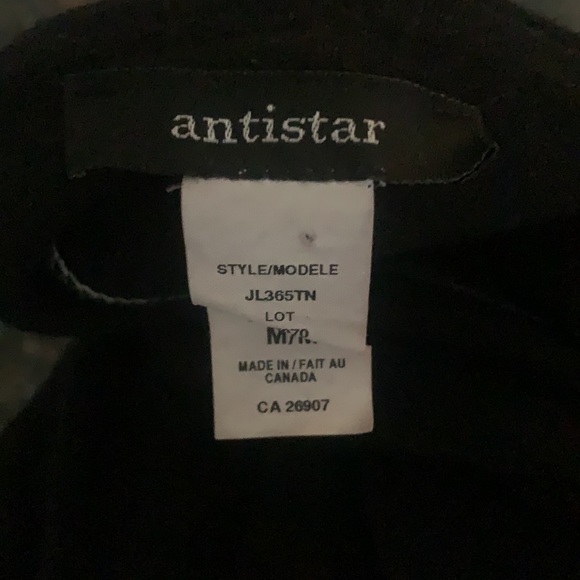 antistar
STYLE/MODELE
JL365TN
LOT
MADE IN / FAIT AU
CANADA
CA 26907